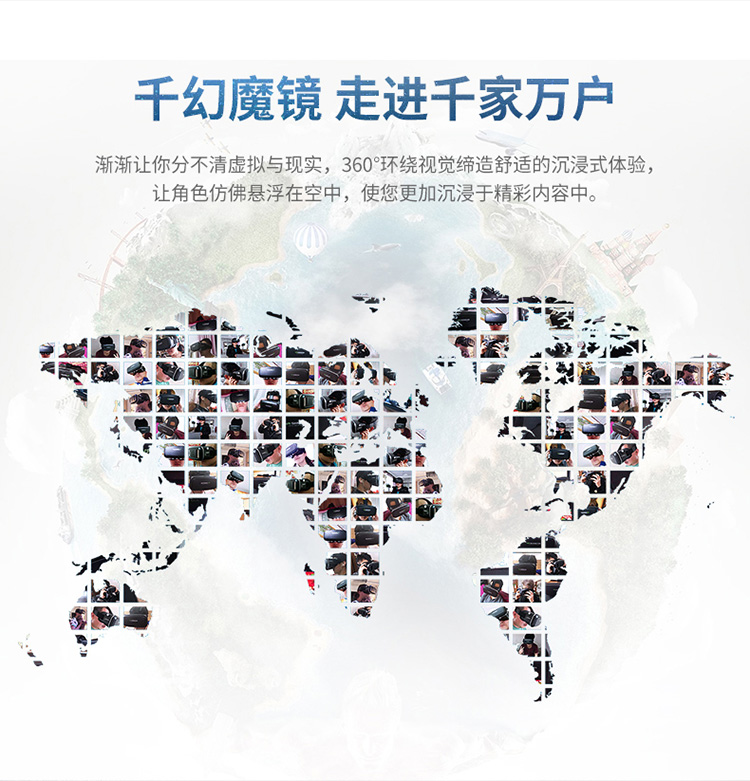 千幻魔镜 走进千家万户
渐渐让你分不清虚拟与现实，360°环绕视觉缔造舒适的沉浸式体验，
让角色仿佛悬浮在空中，使您更加沉浸于精彩内容中。